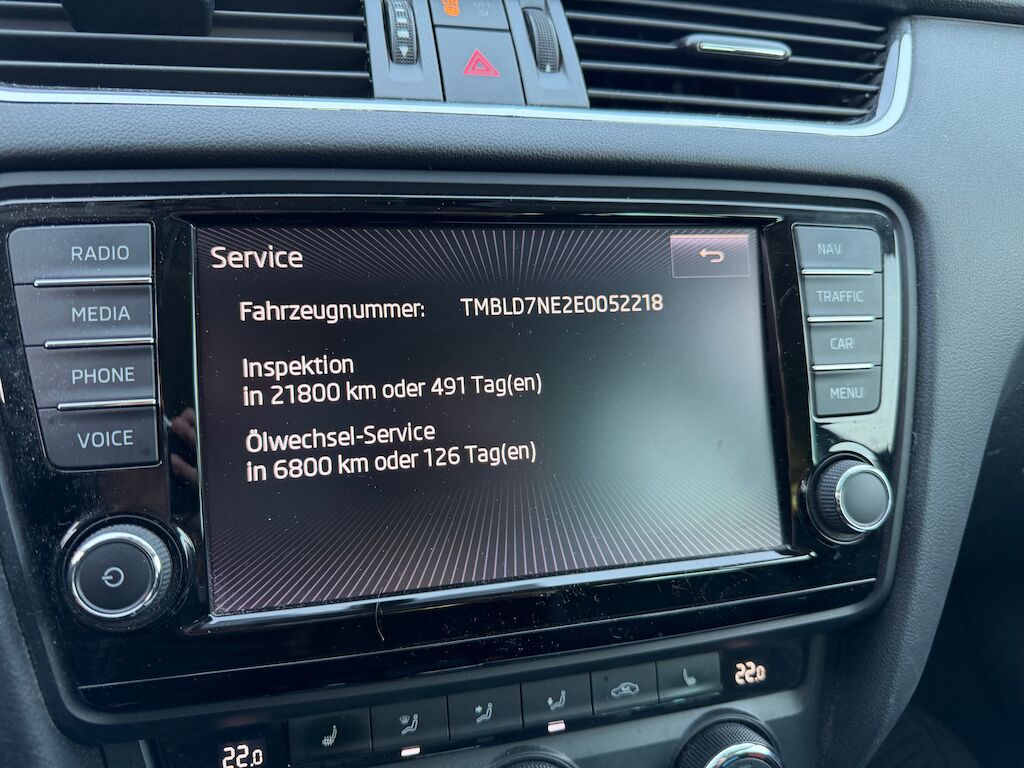 RADIO
MEDIA
PHONE
VOICE
Service
Fahrzeugnummer: TMBLD7NE2E0052218
Inspektion
in 21800 km oder 491 Tag(en)
Ölwechsel-Service
in 6800 km oder 126 Tag(en)
NAV
TRAFFIC
CAR
MENU
22.0
22.0